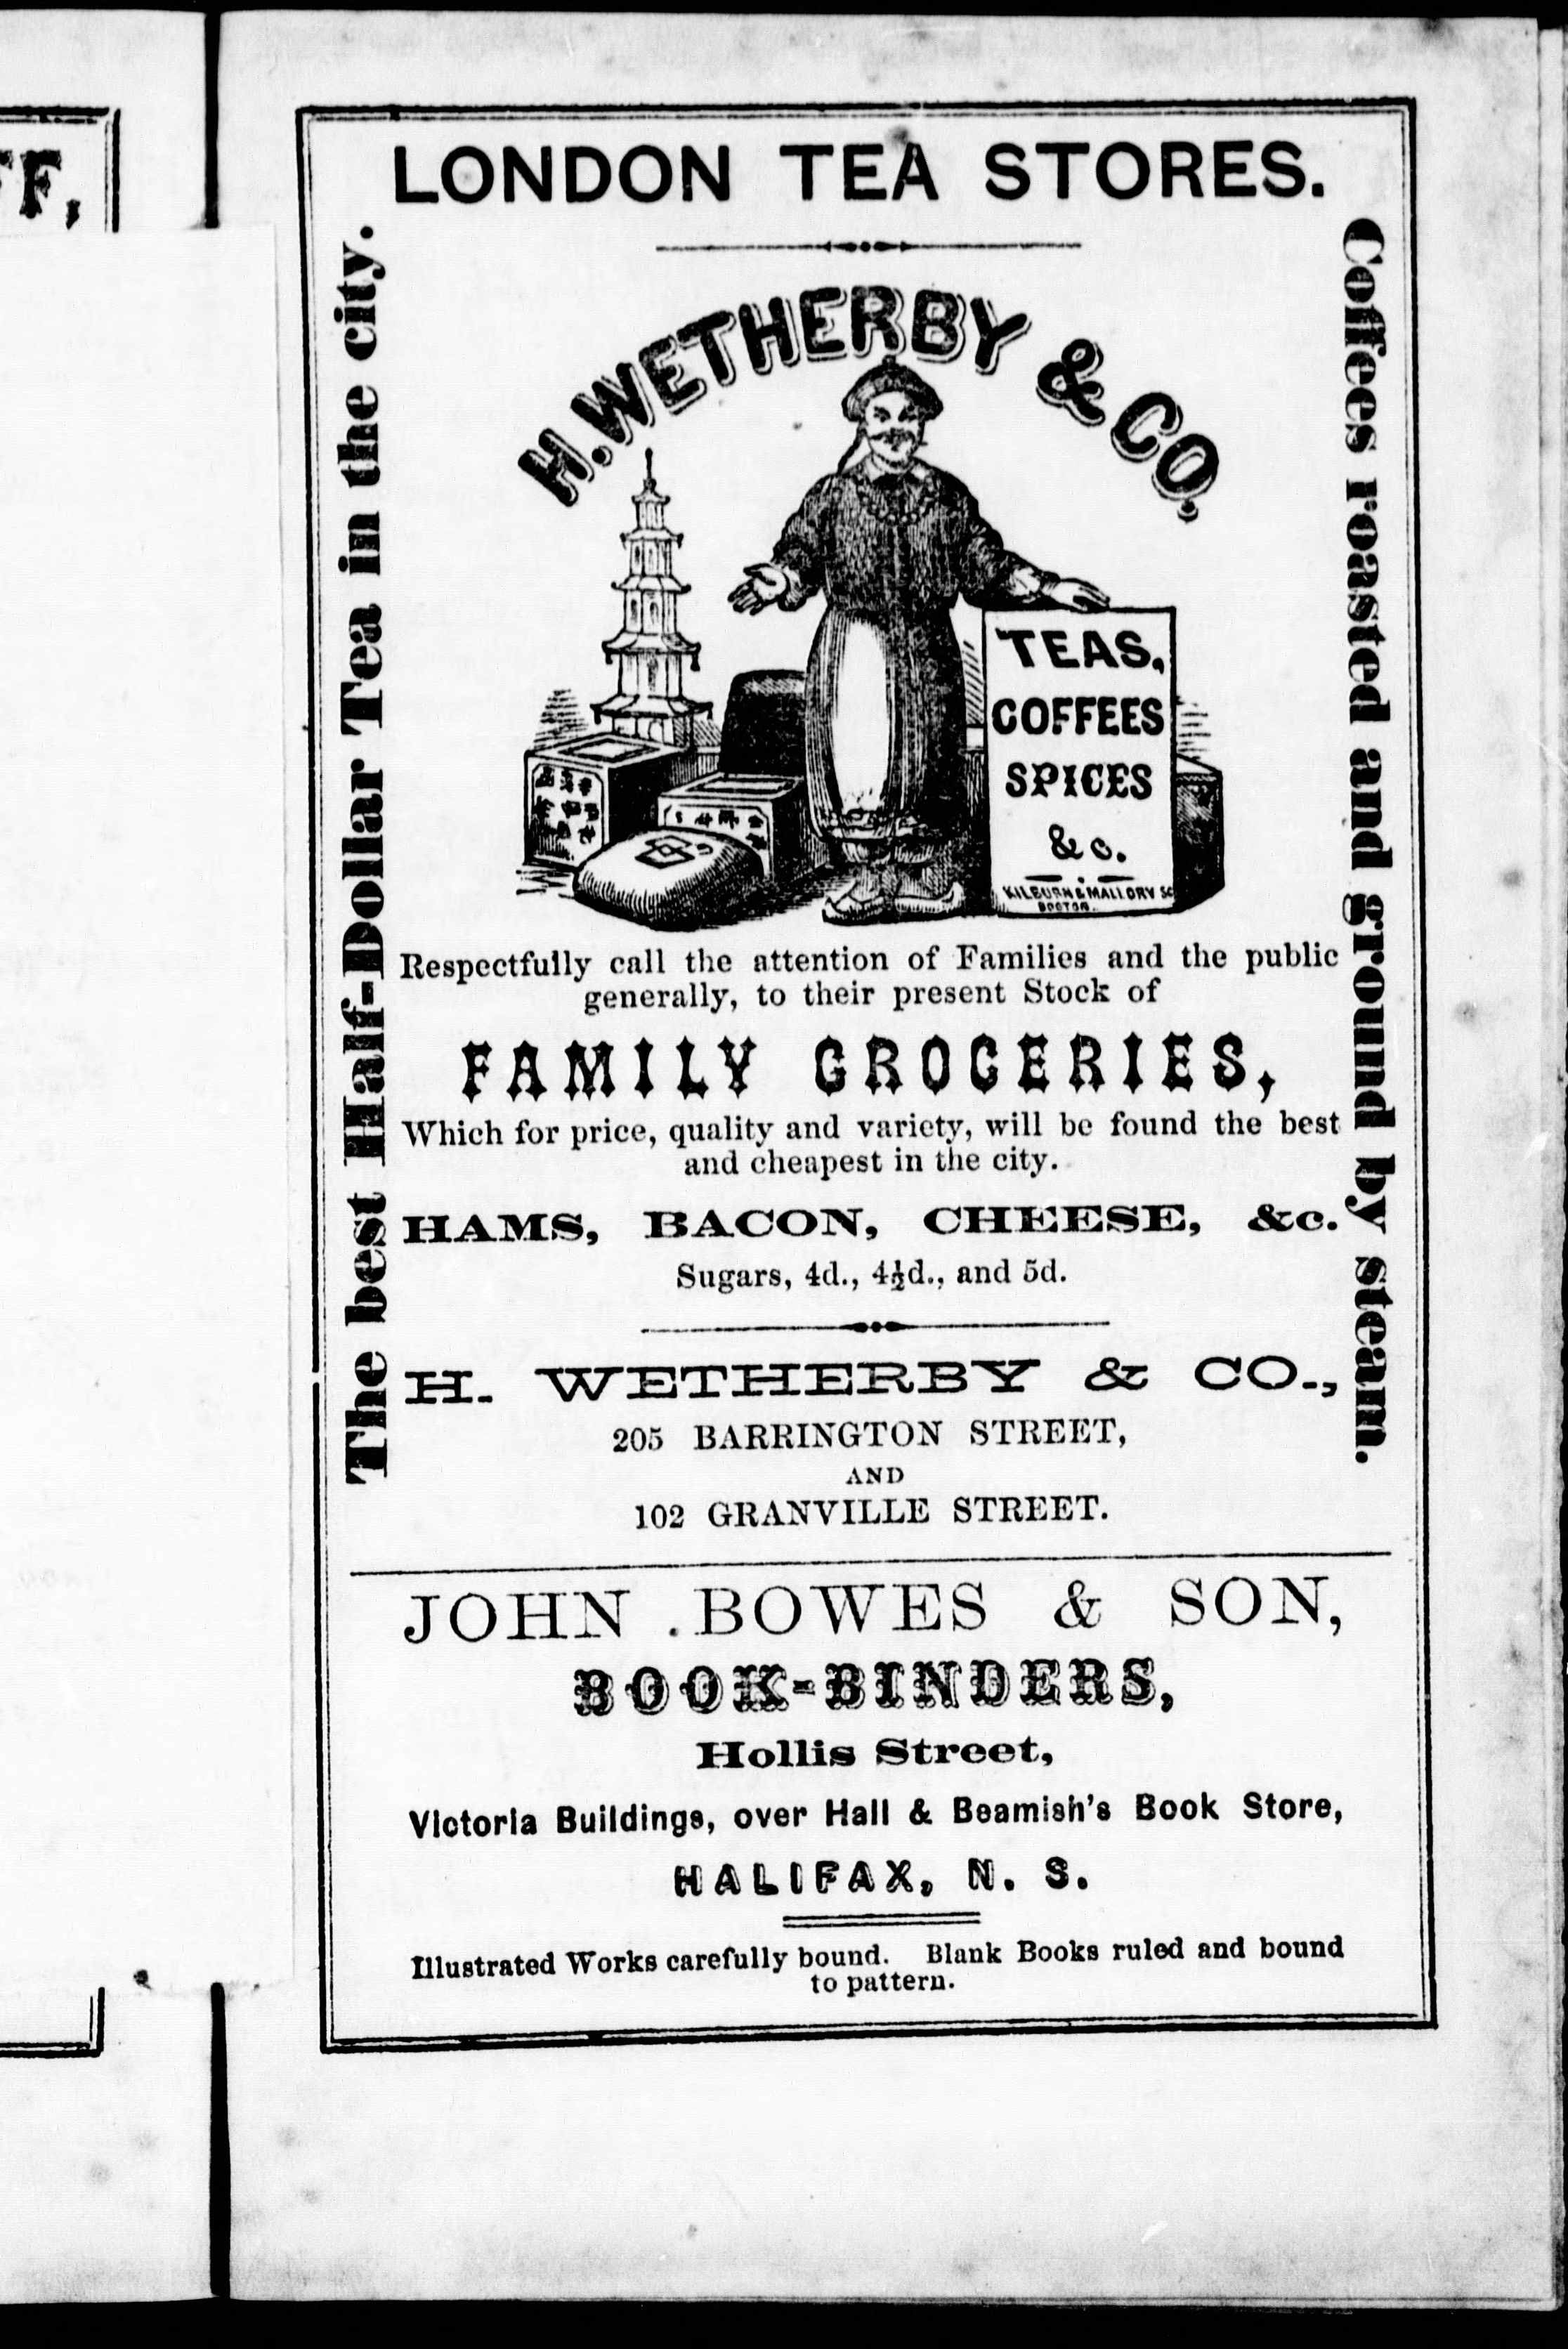 FF,
LONDON TEA STORES.
The best Half-Dollar Tea in the city.
Coffees roasted and ground by steam.
H. WETHERBY & CO.
TEAS,
COFFEES
SPICES
&c.
KILBURN & MALLORY SC
BOSTON.
Respectfully call the attention of Families and the public
generally, to their present Stock of
FAMILY GROCERIES,
Which for price, quality and variety, will be found the best
and cheapest in the city.
HAMS, BACON, CHEESE, &c.
Sugars, 4d., 4½d., and 5d.
H. WETHERBY & CO.,
205 BARRINGTON STREET,
AND
102 GRANVILLE STREET.
JOHN BOWES & SON,
BOOK-BINDERS,
Hollis Street,
Victoria Buildings, over Hall & Beamish's Book Store,
HALIFAX, N. S.
Illustrated Works carefully bound. Blank Books ruled and bound
to pattern.